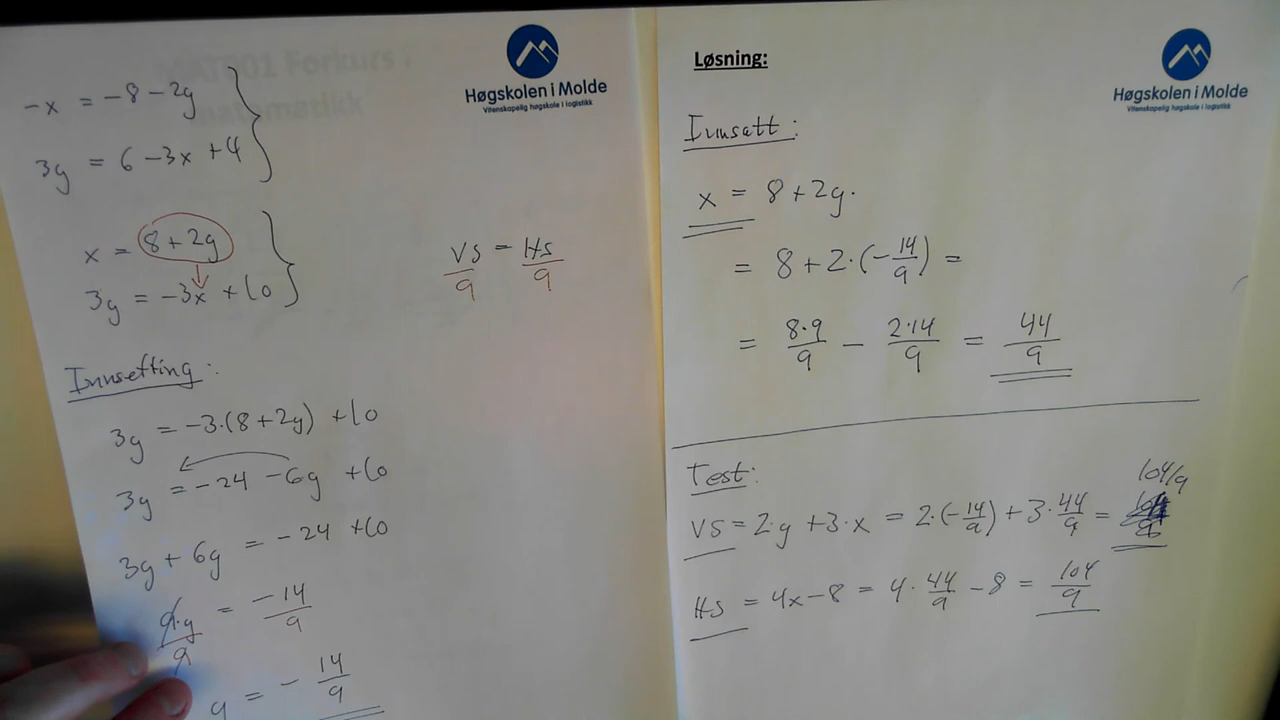 -x = -8 - 2y
3y = 6 - 3x + 4
x = 8 + 2y
3y = -3x + 10
VS/9 = HS/9
Innsetting:
3y = -3·(8 + 2y) + 10
3y = -24 - 6y + 10
3y + 6y = -24 + 10
9·y/9 = -14/9
y = -14/9
Høgskolen i Molde
Vitenskapelig høgskole i logistikk
Løsning:
Høgskolen i Molde
Vitenskapelig høgskole i logistikk
Innsatt:
x = 8 + 2y.
= 8 + 2·(-14/9) =
= 8·9/9 - 2·14/9 = 44/9
Test:
VS = 2·y + 3·x = 2·(-14/9) + 3·44/9 = 104/9
HS = 4x - 8 = 4·44/9 - 8 = 104/9